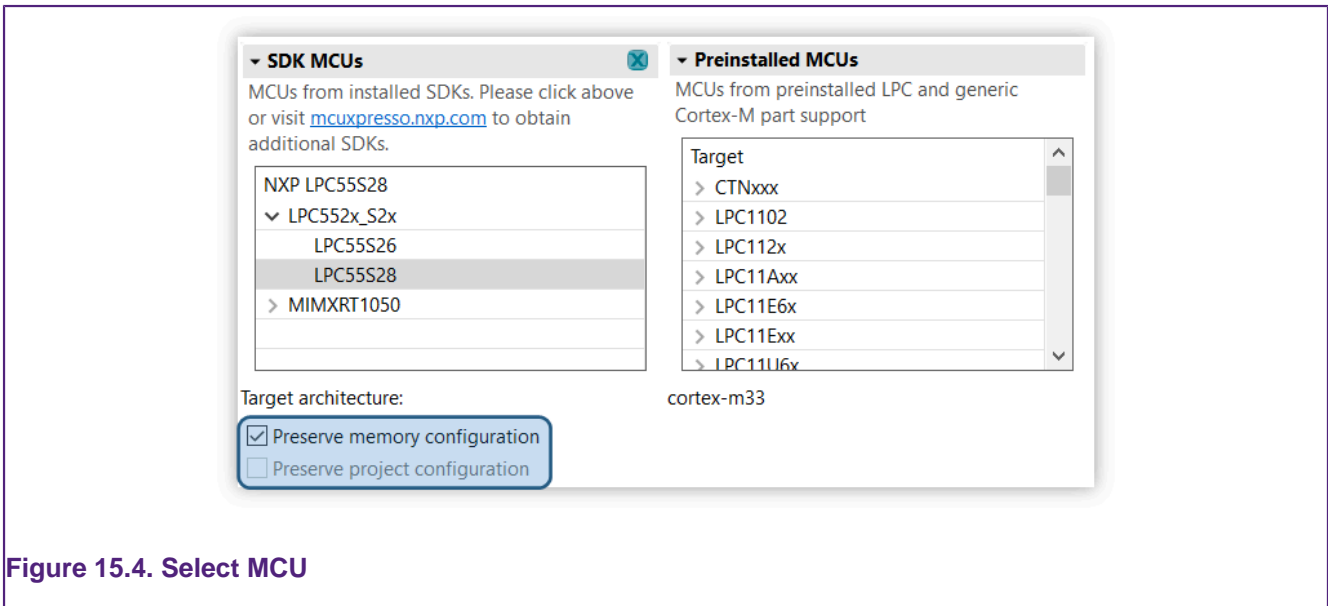 SDK MCUs
MCUs from installed SDKs. Please click above
or visit mcuxpresso.nxp.com to obtain
additional SDKs.
NXP LPC55S28
LPC552x_S2x
LPC55S26
LPC55S28
MIMXRT1050
Preinstalled MCUs
MCUs from preinstalled LPC and generic
Cortex-M part support
Target
CTNxxx
LPC1102
LPC112x
LPC11Axx
LPC11E6x
LPC11Exx
LPC11U6x
Target architecture:
cortex-m33
Preserve memory configuration
Preserve project configuration
Figure 15.4. Select MCU